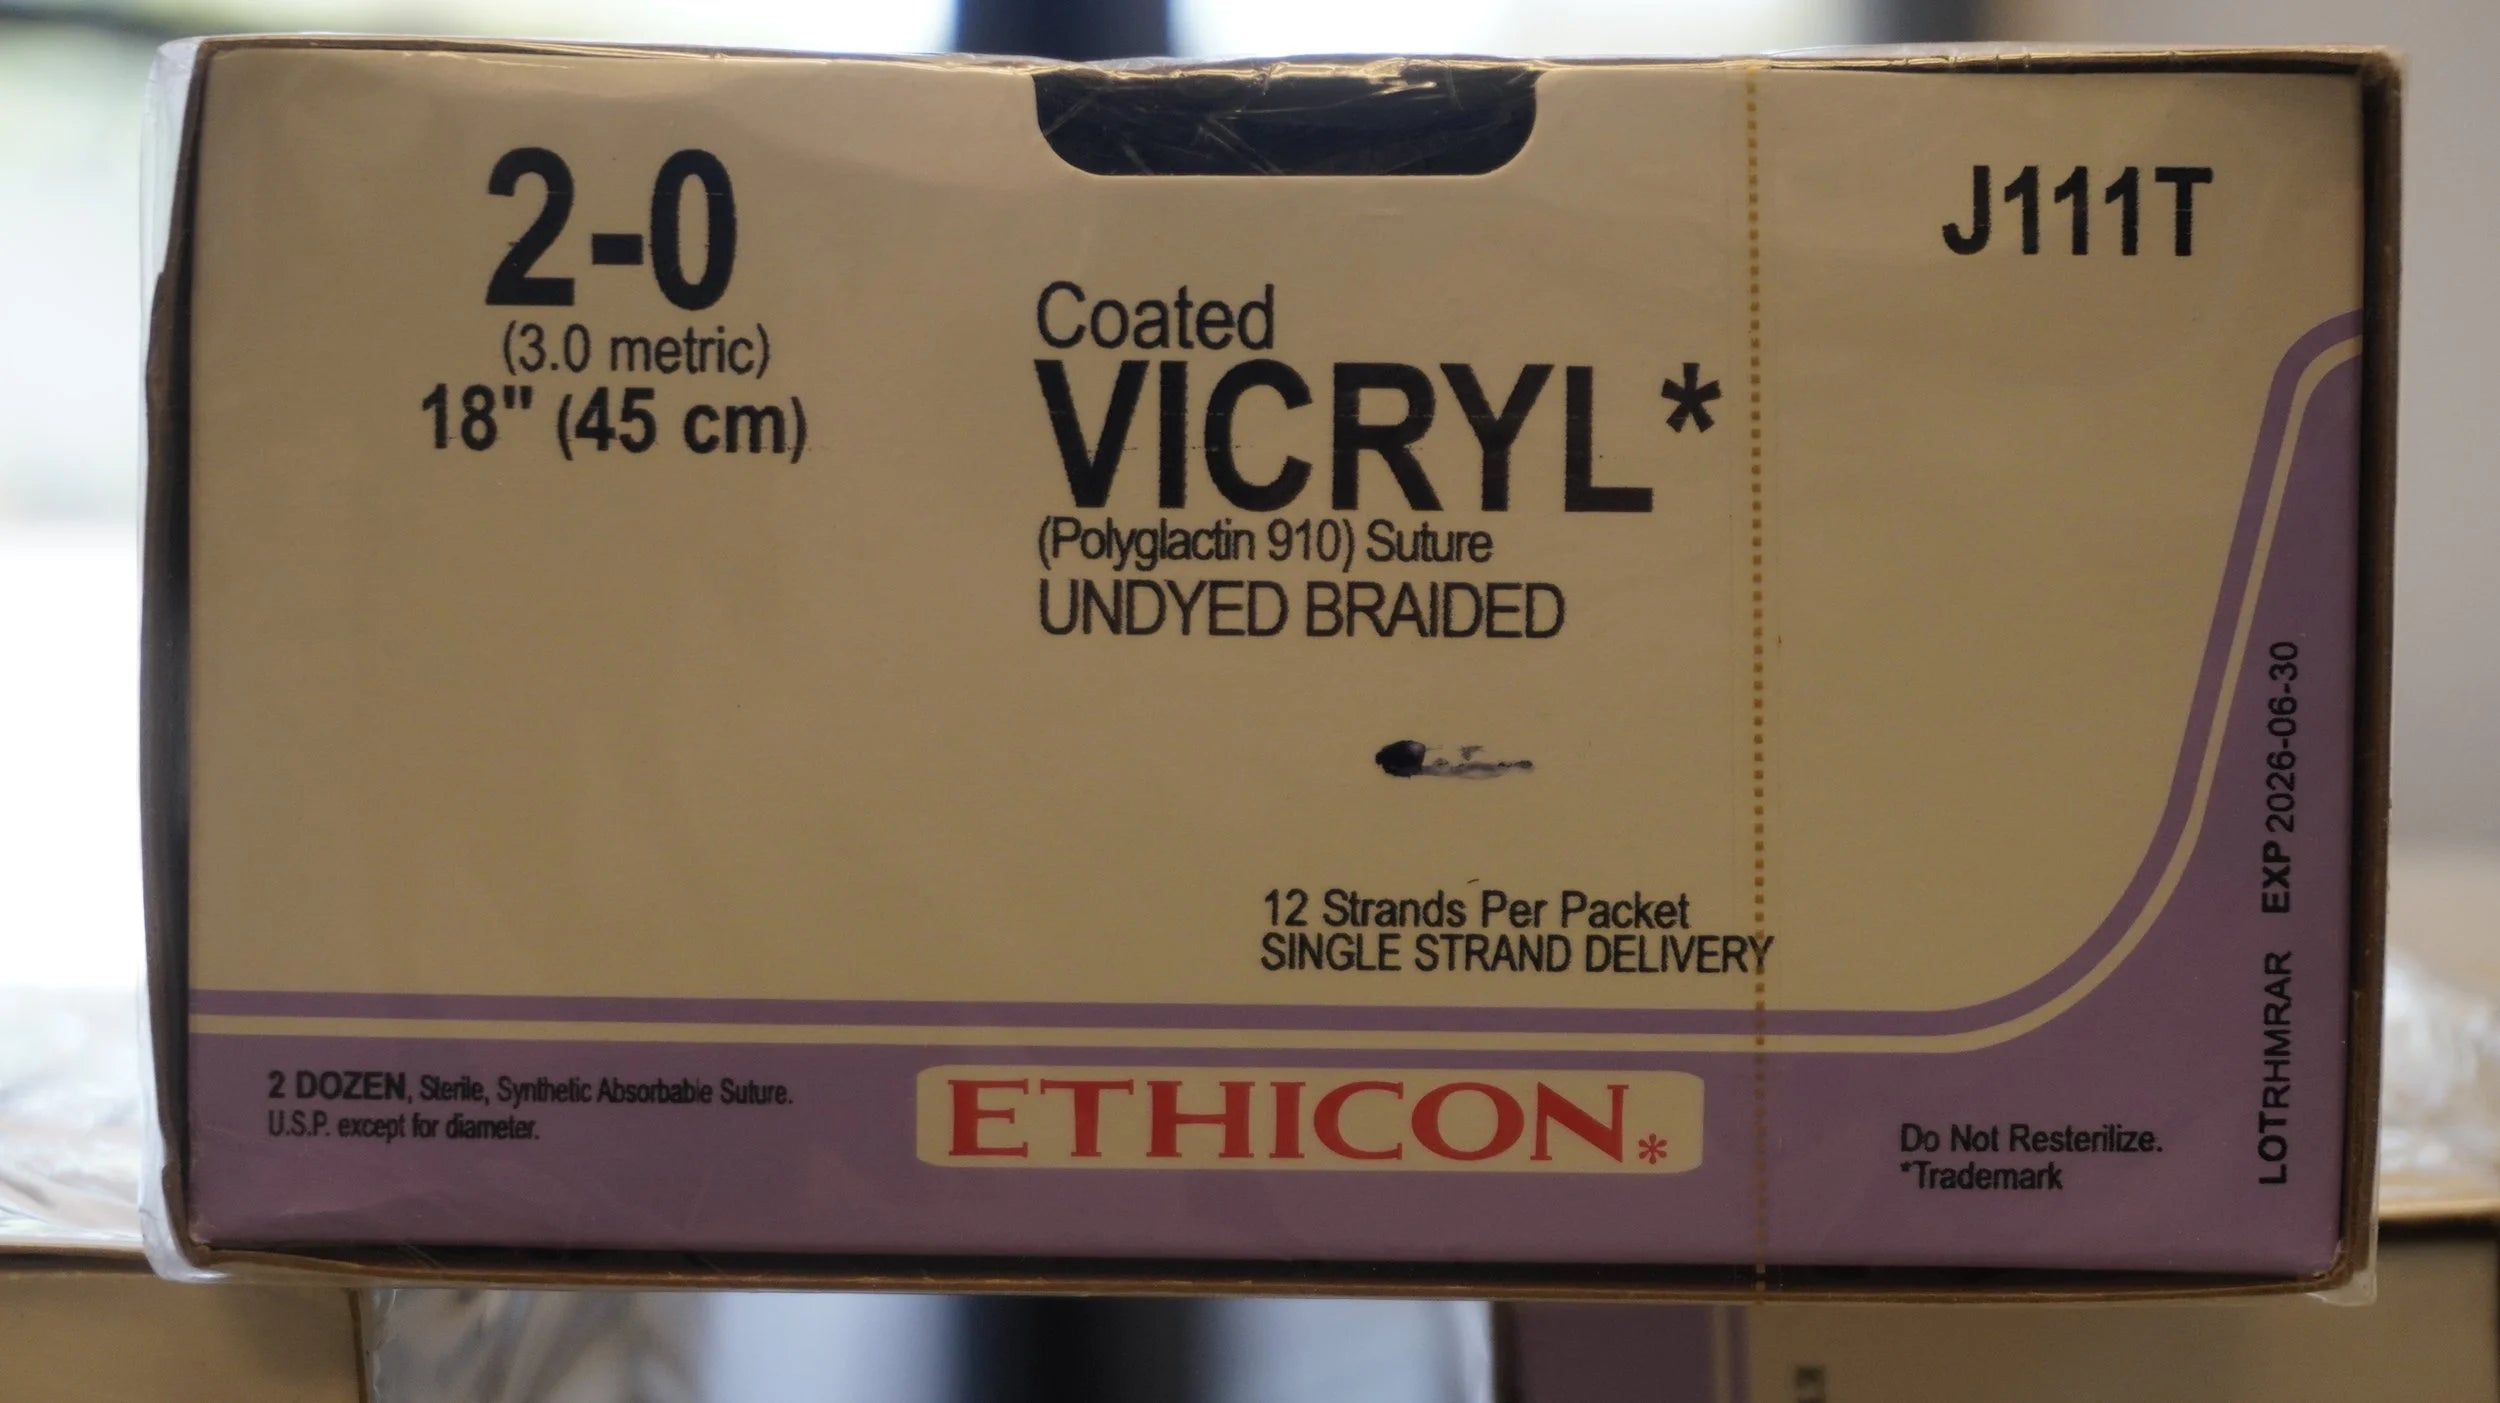 2-0
(3.0 metric)
18" (45 cm)
Coated
VICRYL*
(Polyglactin 910) Suture
UNDYED BRAIDED
J111T
12 Strands Per Packet
SINGLE STRAND DELIVERY
2 DOZEN, Sterile, Synthetic Absorbable Suture.
U.S.P. except for diameter.
ETHICON*
Do Not Resterilize.
*Trademark
LOTRHMRAR EXP 2026-06-30